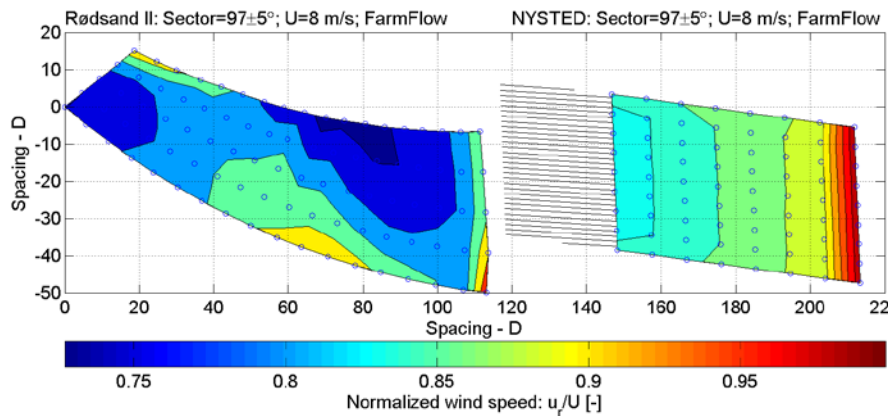 Rødsand II: Sector=97±5°; U=8 m/s; FarmFlow
NYSTED: Sector=97±5°; U=8 m/s; FarmFlow
Spacing - D
20
10
0
-10
-20
-30
-40
-50
0 20 40 60 80 100 120 140 160 180 200 220
Spacing - D
0.75 0.8 0.85 0.9 0.95
Normalized wind speed: u_r/U [-]